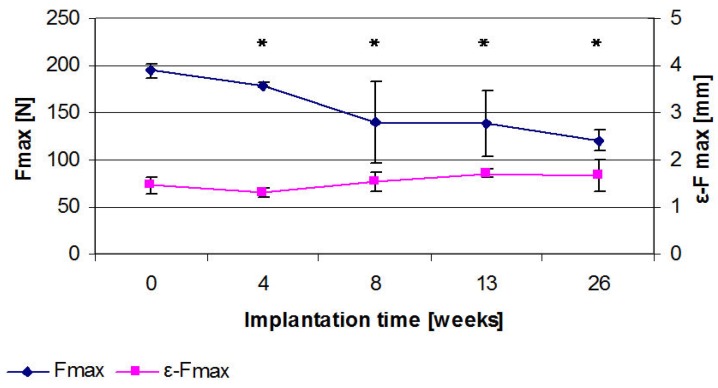 250
200
150
100
50
0
Fmax [N]
* * * *
5
4
3
2
1
0
ε-F max [mm]
0 4 8 13 26
Implantation time [weeks]
Fmax ε-Fmax